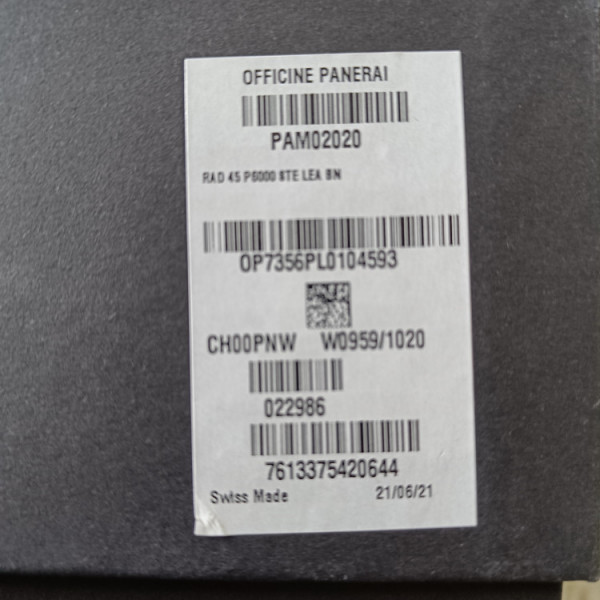 OFFICINE PANERAI
PAM02020
RAD 45 P6000 STE LEA BN
OP7356PL0104593
CH00PNW W0959/1020
022986
7613375420644
Swiss Made 21/06/21